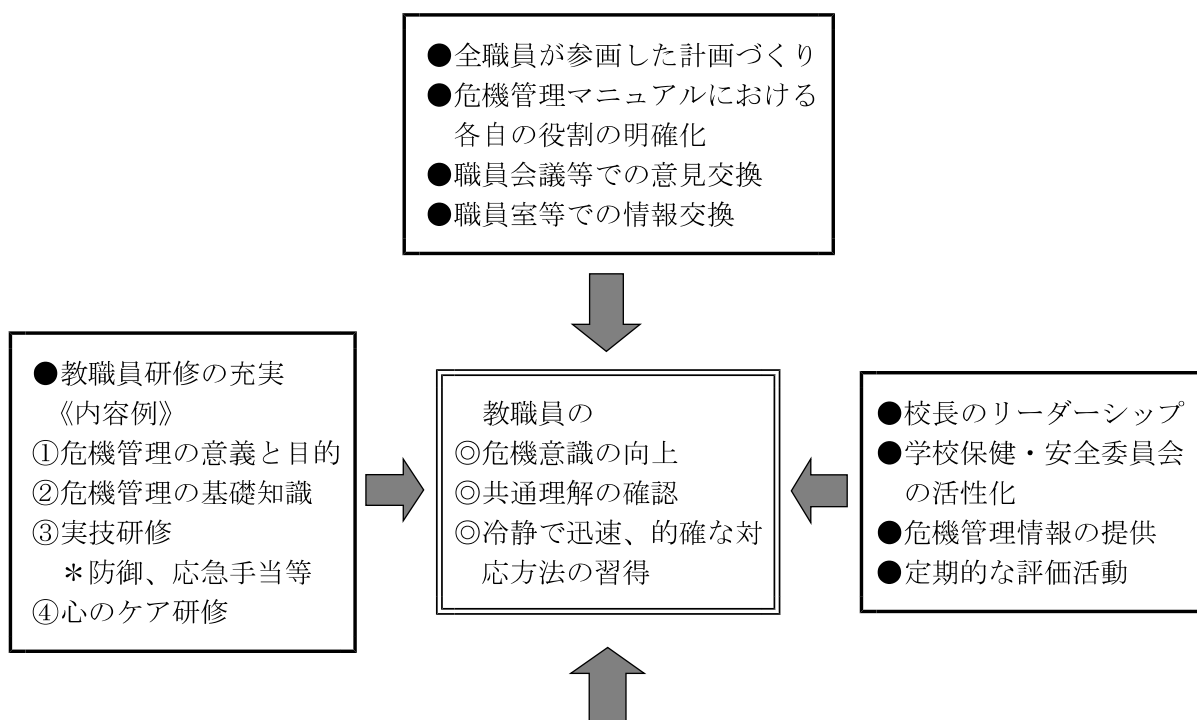 ●全職員が参画した計画づくり
●危機管理マニュアルにおける
各自の役割の明確化
●職員会議等での意見交換
●職員室等での情報交換
●教職員研修の充実
《内容例》
①危機管理の意義と目的
②危機管理の基礎知識
③実技研修
＊防御、応急手当等
④心のケア研修
教職員の
◎危機意識の向上
◎共通理解の確認
◎冷静で迅速、的確な対
応方法の習得
●校長のリーダーシップ
●学校保健・安全委員会
の活性化
●危機管理情報の提供
●定期的な評価活動